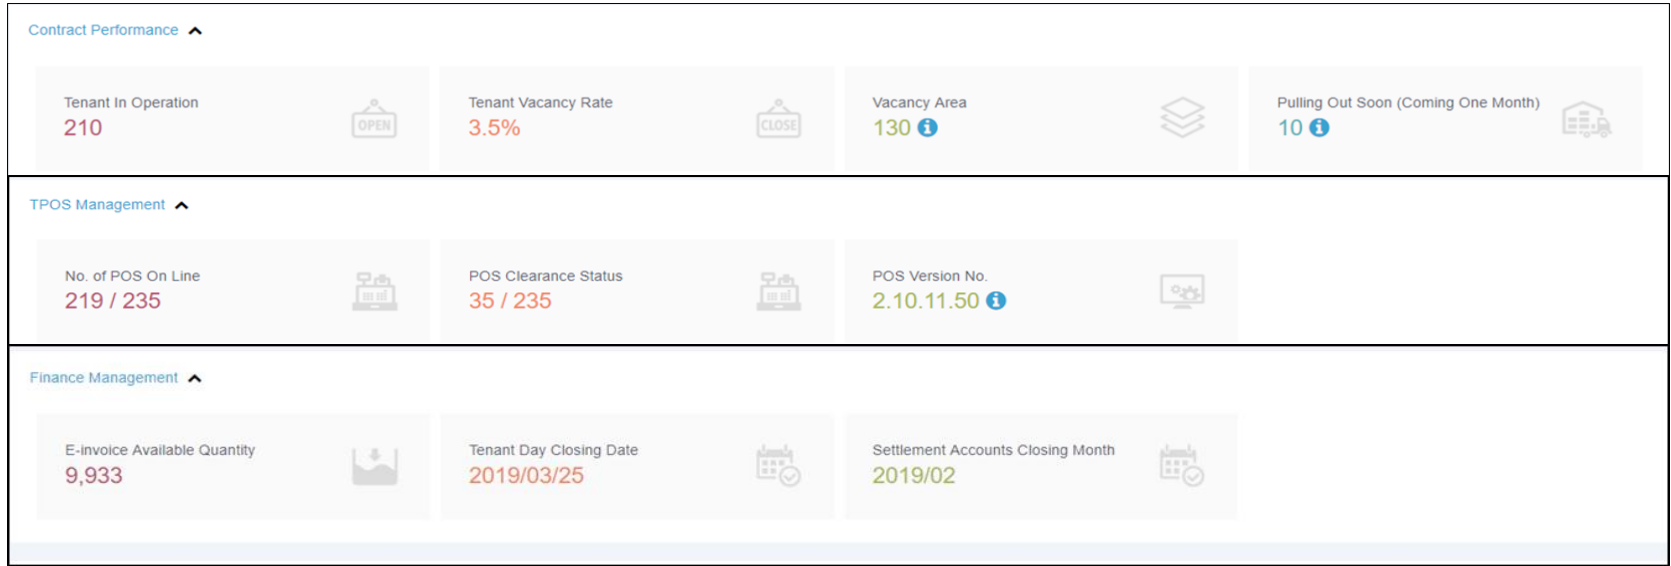 Contract Performance
Tenant In Operation
210
OPEN
Tenant Vacancy Rate
3.5%
CLOSE
Vacancy Area
130
Pulling Out Soon (Coming One Month)
10
TPOS Management
No. of POS On Line
219 / 235
POS Clearance Status
35 / 235
POS Version No.
2.10.11.50
Finance Management
E-invoice Available Quantity
9,933
Tenant Day Closing Date
2019/03/25
Settlement Accounts Closing Month
2019/02